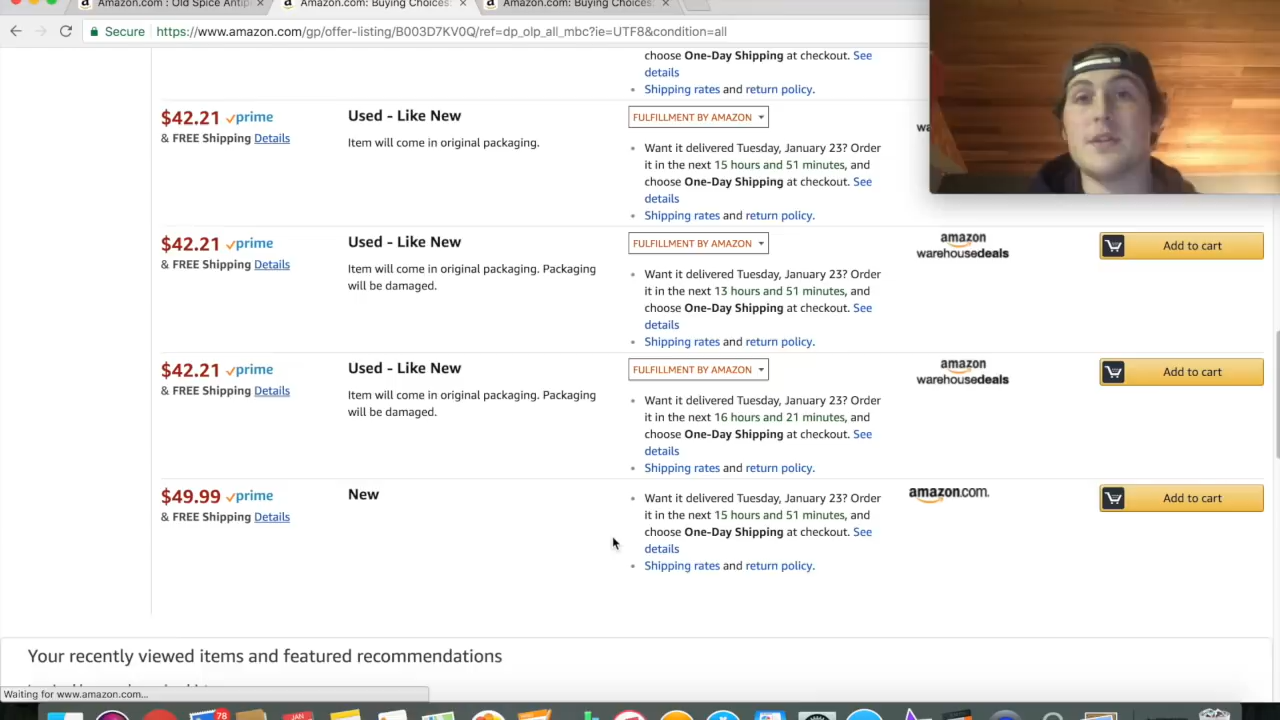 Amazon.com : Old Spice Antip
Amazon.com: Buying Choices:
Amazon.com: Buying Choices:
Secure
https://www.amazon.com/gp/offer-listing/B003D7KV0Q/ref=dp_olp_all_mbc?ie=UTF8&condition=all
choose One-Day Shipping at checkout. See
details
Shipping rates and return policy.
$42.21 prime
& FREE Shipping Details
Used - Like New
Item will come in original packaging.
FULFILLMENT BY AMAZON
Want it delivered Tuesday, January 23? Order
it in the next 15 hours and 51 minutes, and
choose One-Day Shipping at checkout. See
details
Shipping rates and return policy.
wa
$42.21 prime
& FREE Shipping Details
Used - Like New
Item will come in original packaging. Packaging
will be damaged.
FULFILLMENT BY AMAZON
Want it delivered Tuesday, January 23? Order
it in the next 13 hours and 51 minutes, and
choose One-Day Shipping at checkout. See
details
Shipping rates and return policy.
amazon
warehousedeals
Add to cart
$42.21 prime
& FREE Shipping Details
Used - Like New
Item will come in original packaging. Packaging
will be damaged.
FULFILLMENT BY AMAZON
Want it delivered Tuesday, January 23? Order
it in the next 16 hours and 21 minutes, and
choose One-Day Shipping at checkout. See
details
Shipping rates and return policy.
amazon
warehousedeals
Add to cart
$49.99 prime
& FREE Shipping Details
New
Want it delivered Tuesday, January 23? Order
it in the next 15 hours and 51 minutes, and
choose One-Day Shipping at checkout. See
details
Shipping rates and return policy.
amazon.com.
Add to cart
Your recently viewed items and featured recommendations
Waiting for www.amazon.com...
78
JAN